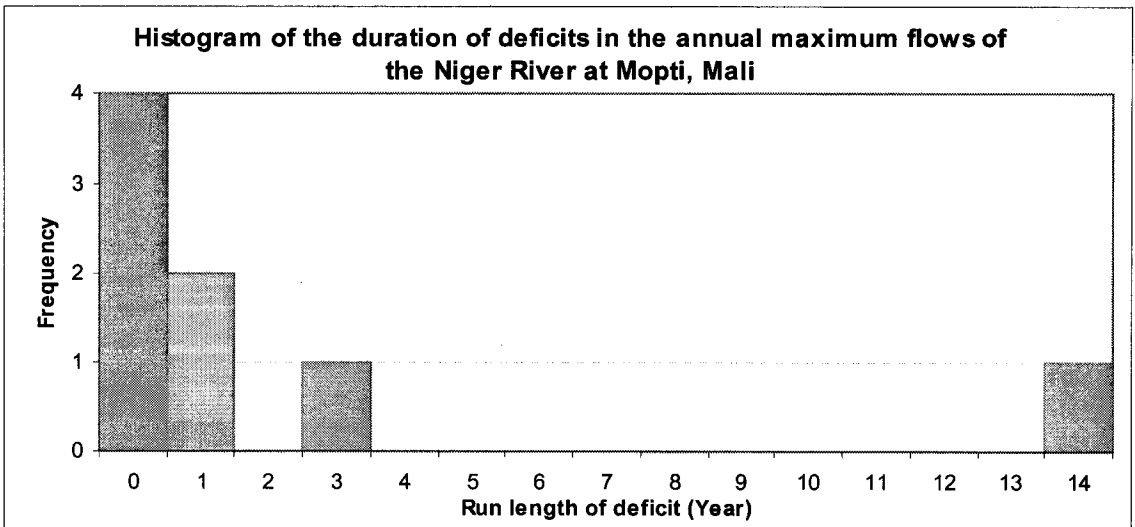 Histogram of the duration of deficits in the annual maximum flows of
the Niger River at Mopti, Mali
Frequency
4
3
2
1
0
0 1 2 3 4 5 6 7 8 9 10 11 12 13 14
Run length of deficit (Year)